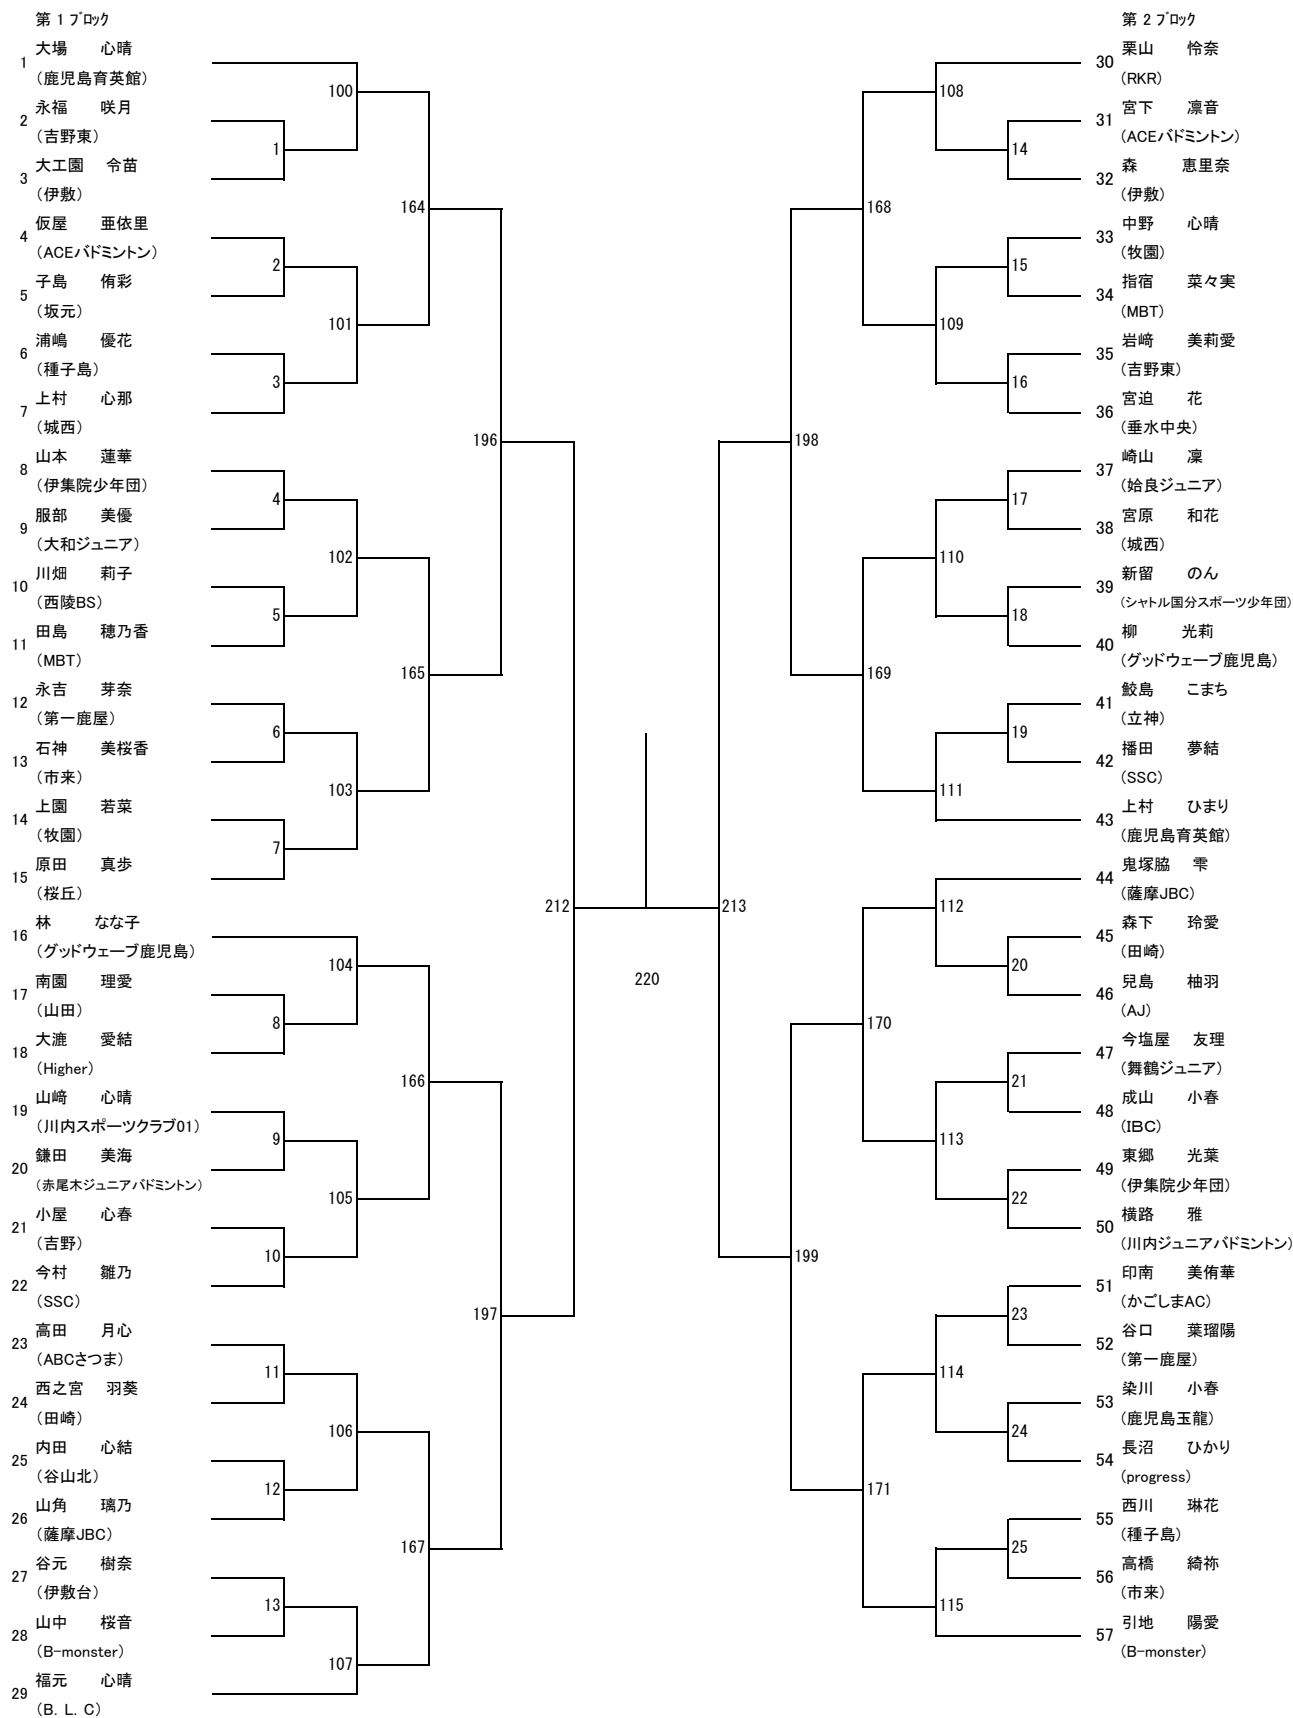 第1ブロック
1 大場 心晴
(鹿児島育英館)
2 永福 咲月
(吉野東)
3 大工園 令苗
(伊敷)
4 仮屋 亜依里
(ACEバドミントン)
5 子島 侑彩
(坂元)
6 浦嶋 優花
(種子島)
7 上村 心那
(城西)
8 山本 蓮華
(伊集院少年団)
9 服部 美優
(大和ジュニア)
10 川畑 莉子
(西陵BS)
11 田島 穂乃香
(MBT)
12 永吉 芽奈
(第一鹿屋)
13 石神 美桜香
(市来)
14 上園 若菜
(牧園)
15 原田 真歩
(桜丘)
16 林 なな子
(グッドウェーブ鹿児島)
17 南園 理愛
(山田)
18 大漉 愛結
(Higher)
19 山﨑 心晴
(川内スポーツクラブ01)
20 鎌田 美海
(赤尾木ジュニアバドミントン)
21 小屋 心春
(吉野)
22 今村 雛乃
(SSC)
23 高田 月心
(ABCさつま)
24 西之宮 羽葵
(田崎)
25 内田 心結
(谷山北)
26 山角 璃乃
(薩摩JBC)
27 谷元 樹奈
(伊敷台)
28 山中 桜音
(B-monster)
29 福元 心晴
(B．L．C)
100
1
164
2
101
3
196
4
102
5
165
6
103
7
212
104
8
166
9
105
10
197
11
106
12
167
13
107
220
213
108
14
168
15
109
16
198
17
110
18
169
19
111
112
20
170
21
113
22
199
23
114
24
171
25
115
第2ブロック
30 栗山 怜奈
(RKR)
31 宮下 凛音
(ACEバドミントン)
32 森 恵里奈
(伊敷)
33 中野 心晴
(牧園)
34 指宿 菜々実
(MBT)
35 岩﨑 美莉愛
(吉野東)
36 宮迫 花
(垂水中央)
37 崎山 凜
(姶良ジュニア)
38 宮原 和花
(城西)
39 新留 のん
(シャトル国分スポーツ少年団)
40 柳 光莉
(グッドウェーブ鹿児島)
41 鮫島 こまち
(立神)
42 播田 夢結
(SSC)
43 上村 ひまり
(鹿児島育英館)
44 鬼塚脇 雫
(薩摩JBC)
45 森下 玲愛
(田崎)
46 兒島 柚羽
(AJ)
47 今塩屋 友理
(舞鶴ジュニア)
48 成山 小春
(IBC)
49 東郷 光葉
(伊集院少年団)
50 横路 雅
(川内ジュニアバドミントン)
51 印南 美侑華
(かごしまAC)
52 谷口 葉瑠陽
(第一鹿屋)
53 染川 小春
(鹿児島玉龍)
54 長沼 ひかり
(progress)
55 西川 琳花
(種子島)
56 高橋 綺祢
(市来)
57 引地 陽愛
(B-monster)